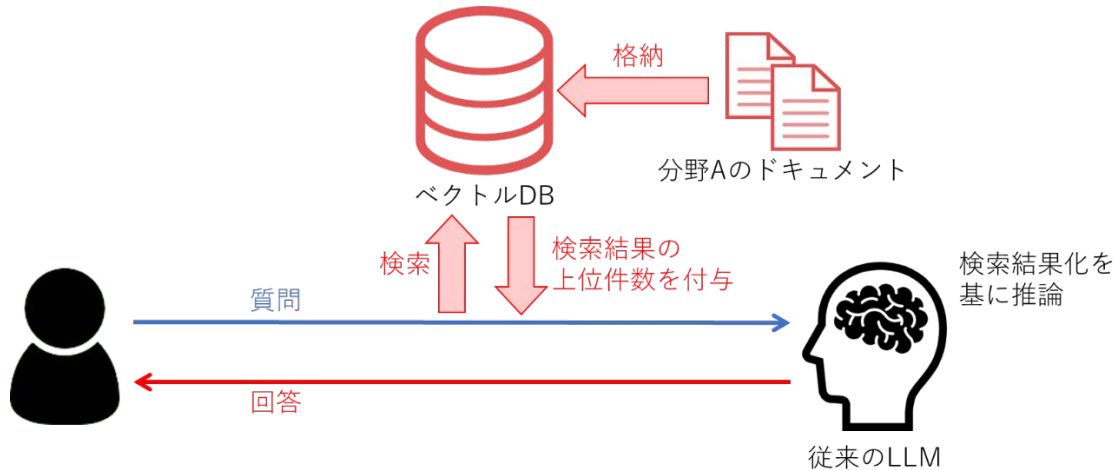 格納
分野Aのドキュメント
ベクトルDB
検索
検索結果の
上位件数を付与
質問
検索結果化を
基に推論
回答
従来のLLM